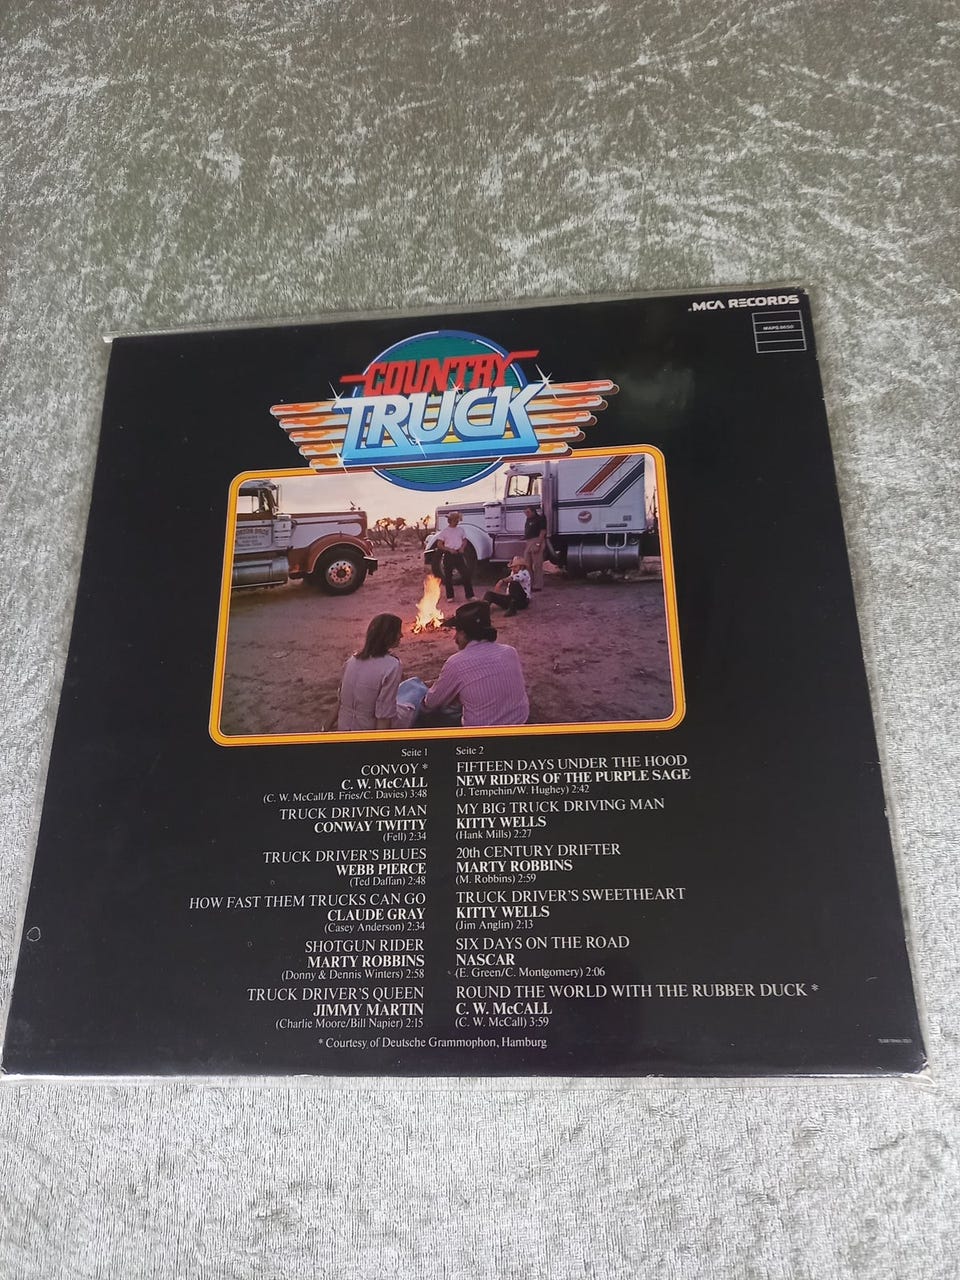 MCA RECORDS
MAPS 8650
COUNTRY
TRUCK
Seite 1
CONVOY *
C. W. McCALL
(C. W. McCall/B. Fries/C. Davies) 3:48
TRUCK DRIVING MAN
CONWAY TWITTY
(Fell) 2:34
TRUCK DRIVER'S BLUES
WEBB PIERCE
(Ted Daffan) 2:48
HOW FAST THEM TRUCKS CAN GO
CLAUDE GRAY
(Casey Anderson) 2:34
SHOTGUN RIDER
MARTY ROBBINS
(Donny & Dennis Winters) 2:58
TRUCK DRIVER'S QUEEN
JIMMY MARTIN
(Charlie Moore/Bill Napier) 2:15
Seite 2
FIFTEEN DAYS UNDER THE HOOD
NEW RIDERS OF THE PURPLE SAGE
(J. Tempchin/W. Hughey) 2:42
MY BIG TRUCK DRIVING MAN
KITTY WELLS
(Hank Mills) 2:27
20th CENTURY DRIFTER
MARTY ROBBINS
(M. Robbins) 2:59
TRUCK DRIVER'S SWEETHEART
KITTY WELLS
(Jim Anglin) 2:13
SIX DAYS ON THE ROAD
NASCAR
(E. Green/C. Montgomery) 2:06
ROUND THE WORLD WITH THE RUBBER DUCK *
C. W. McCALL
(C. W. McCall) 3:59
* Courtesy of Deutsche Grammophon, Hamburg